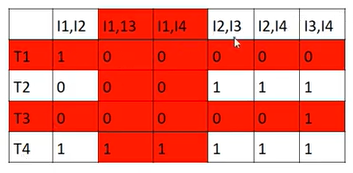 I1,I2 I1,13 I1,I4 I2,I3 I2,I4 I3,I4
T1 1 0 0 0 0 0
T2 0 0 0 1 1 1
T3 0 0 0 0 0 1
T4 1 1 1 1 1 1